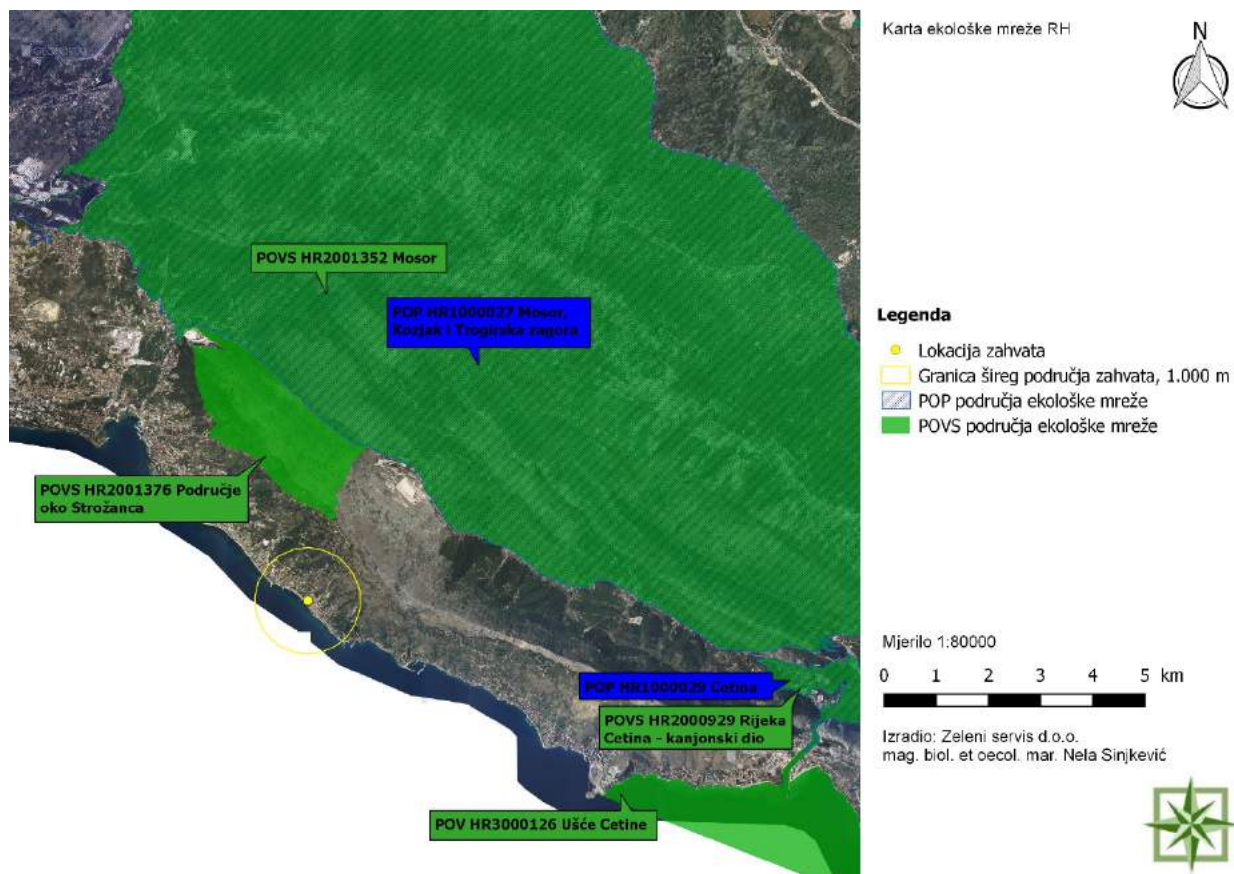 Karta ekološke mreže RH
N
POVS HR2001352 Mosor
POP HR1000027 Mosor,
Kozjak i Trogirska zagora
POVS HR2001376 Područje
oko Strožanca
POP HR1000029 Cetina
POVS HR2000929 Rijeka
Cetina - kanjonski dio
POV HR3000126 Ušće Cetine
Legenda
Lokacija zahvata
Granica šireg područja zahvata, 1.000 m
POP područja ekološke mreže
POVS područja ekološke mreže
Mjerilo 1:80000
0 1 2 3 4 5 km
Izradio: Zeleni servis d.o.o.
mag. biol. et oecol. mar. Nela Sinjkević